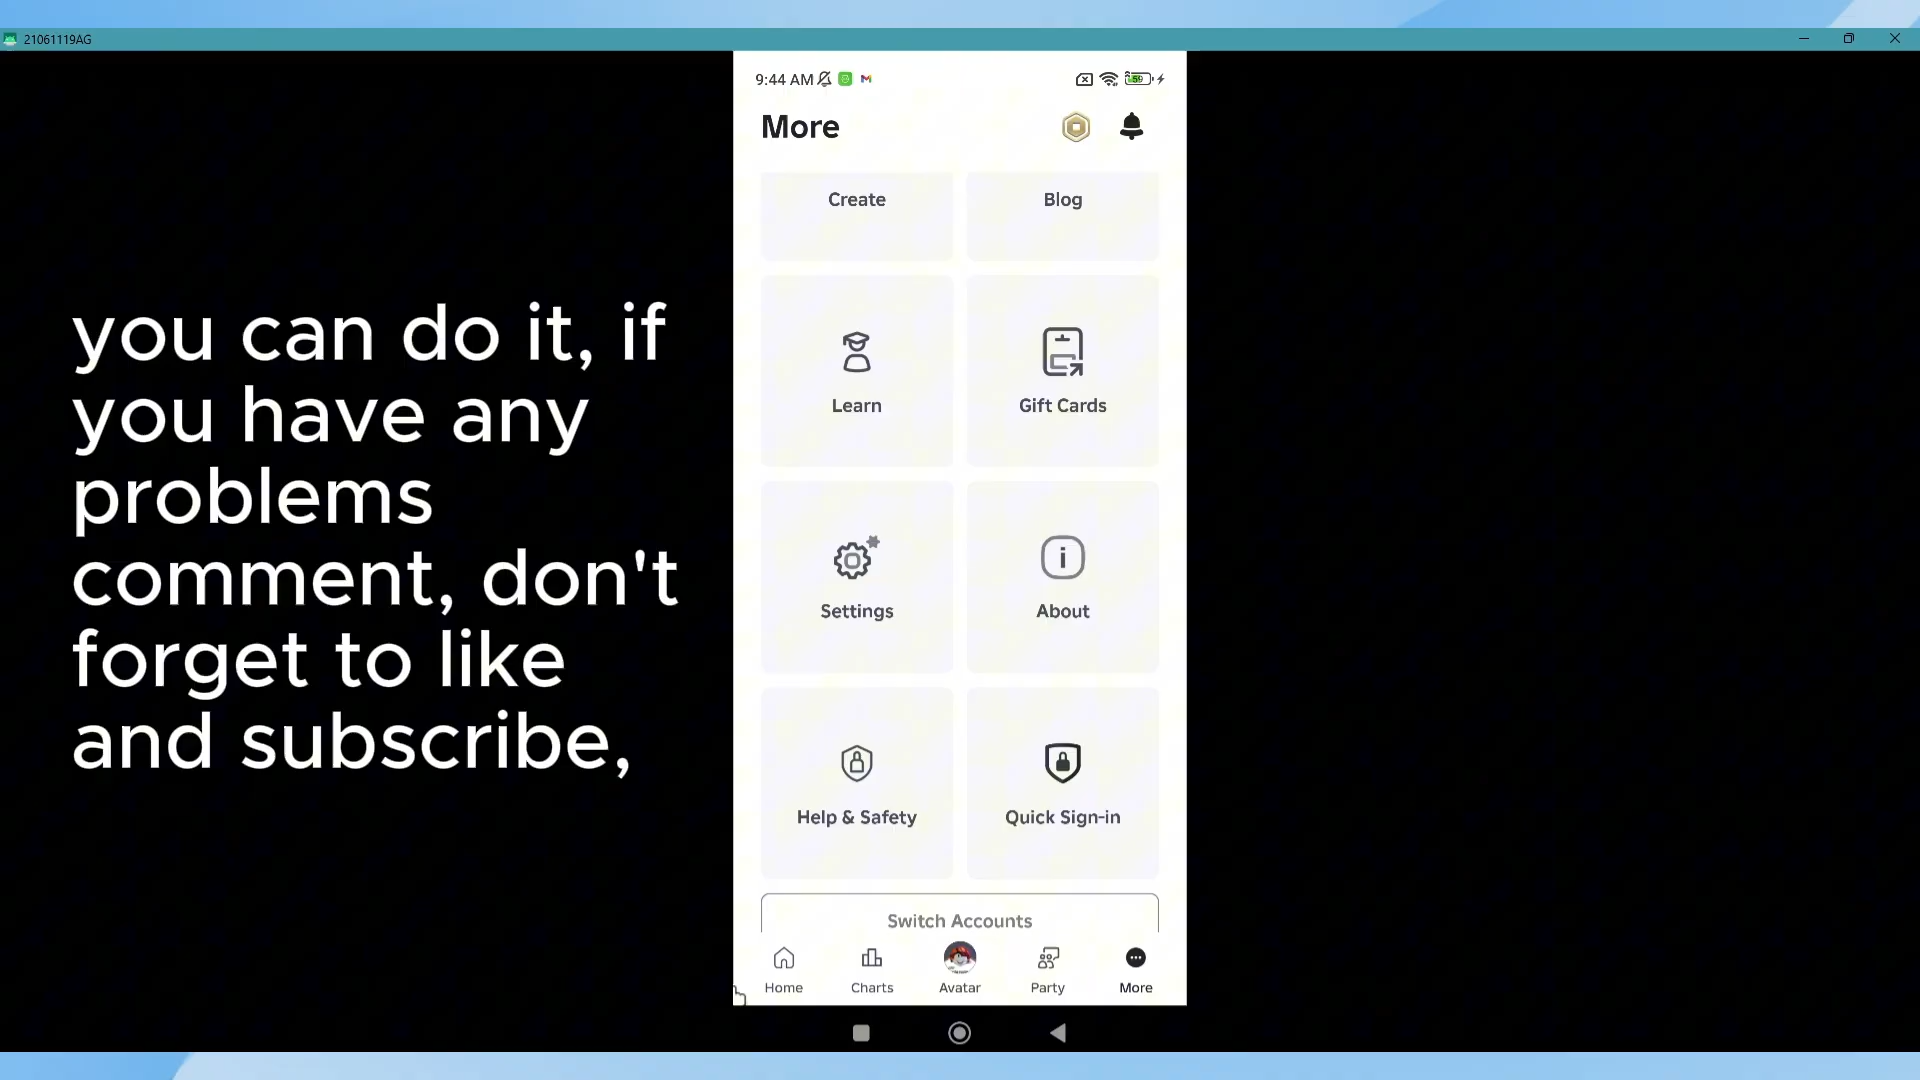 21061119AG
9:44 AM
59
More
Create
Blog
Learn
Gift Cards
Settings
About
Help & Safety
Quick Sign-in
Switch Accounts
Home
Charts
Avatar
Party
More
you can do it, if
you have any
problems
comment, don't
forget to like
and subscribe,